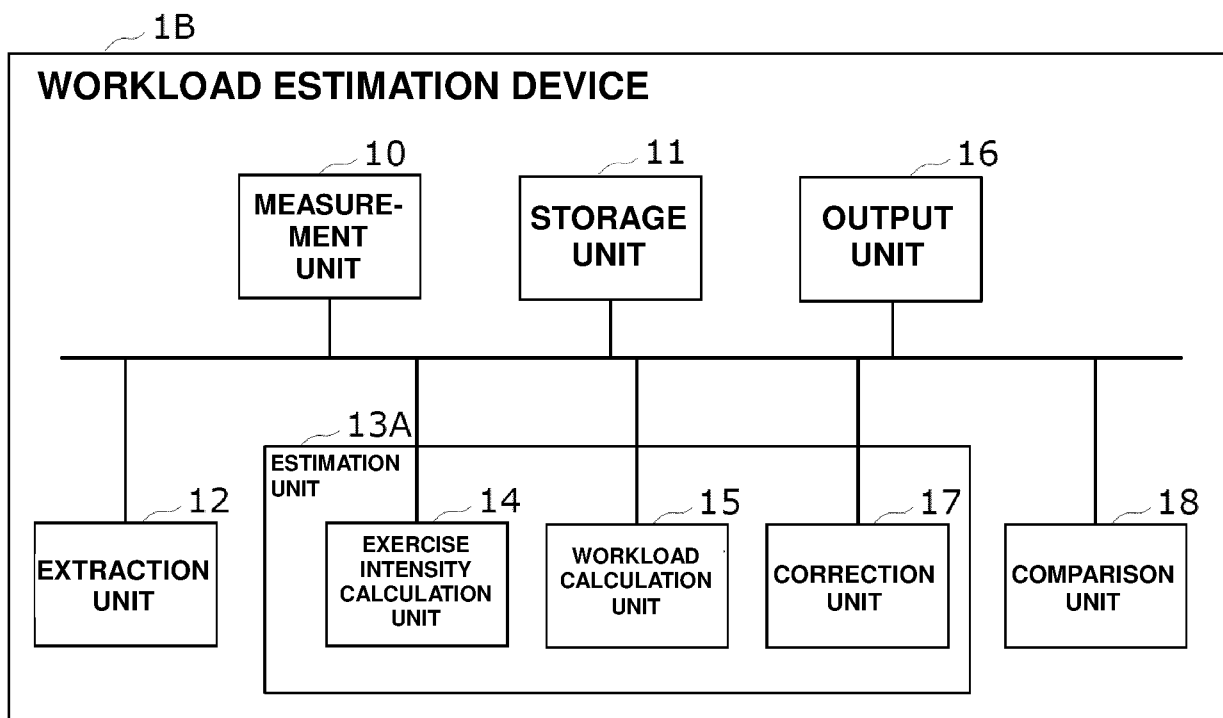 1B
WORKLOAD ESTIMATION DEVICE
10
MEASURE-
MENT
UNIT
11
STORAGE
UNIT
16
OUTPUT
UNIT
13A
ESTIMATION
UNIT
12
EXTRACTION
UNIT
14
EXERCISE
INTENSITY
CALCULATION
UNIT
15
WORKLOAD
CALCULATION
UNIT
17
CORRECTION
UNIT
18
COMPARISON
UNIT